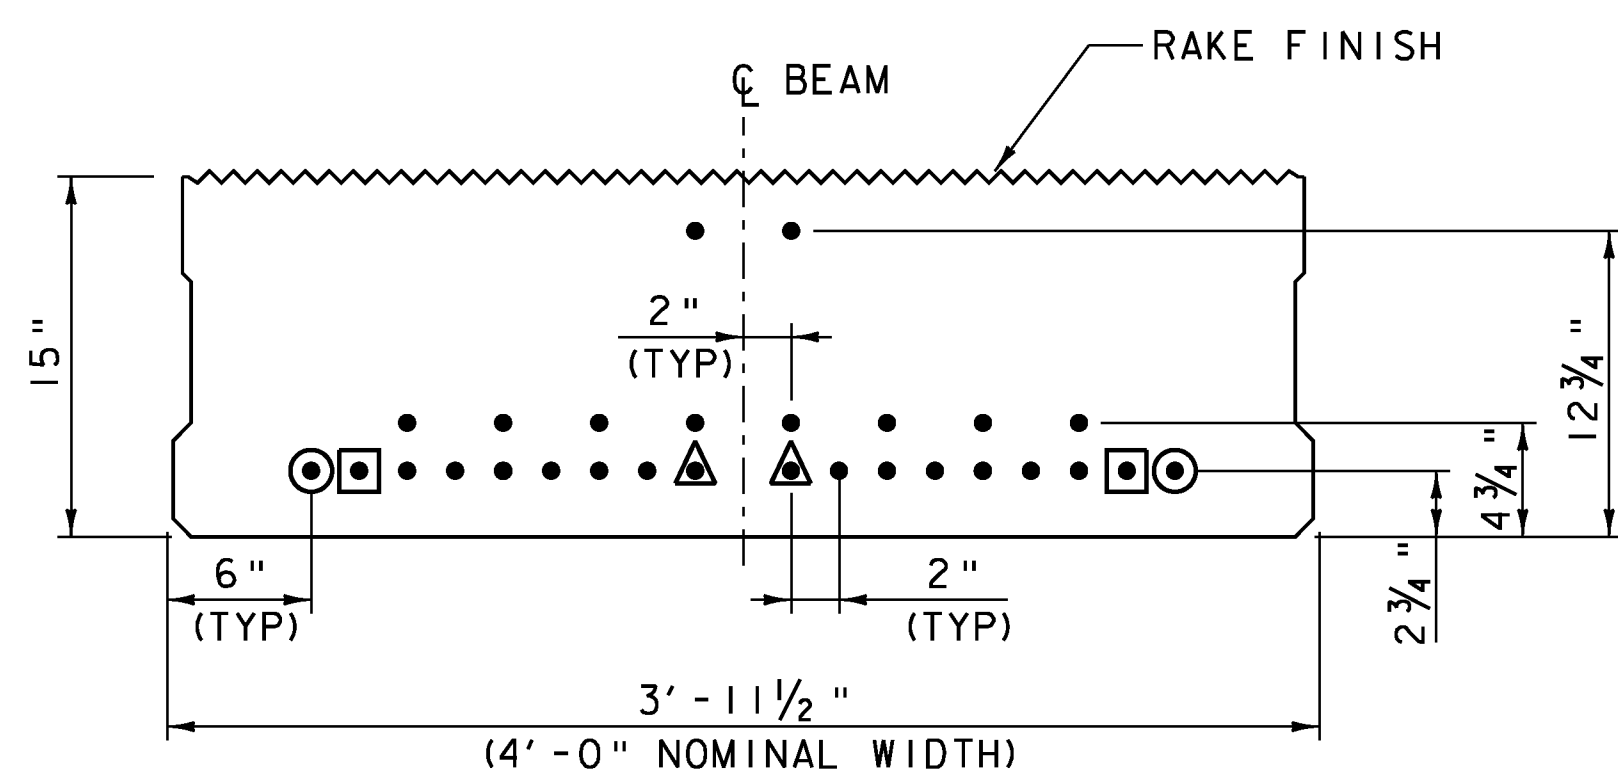 RAKE FINISH
℄ BEAM
2"
(TYP)
15"
12 3/4"
4 3/4"
2 3/4"
6"
(TYP)
2"
(TYP)
3'-11 1/2"
(4'-0" NOMINAL WIDTH)